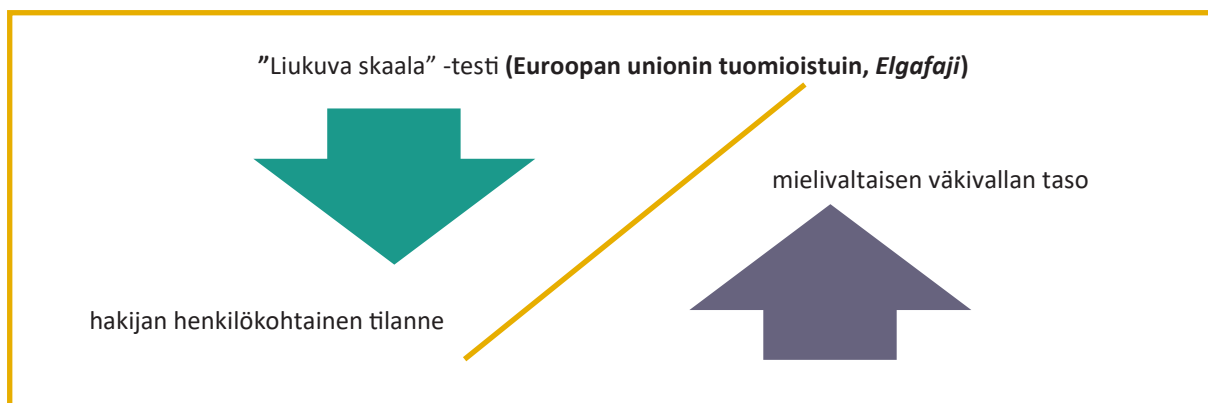 ”Liukuva skaala” -testi (Euroopan unionin tuomioistuin, Elgafaji)
mielivaltaisen väkivallan taso
hakijan henkilökohtainen tilanne